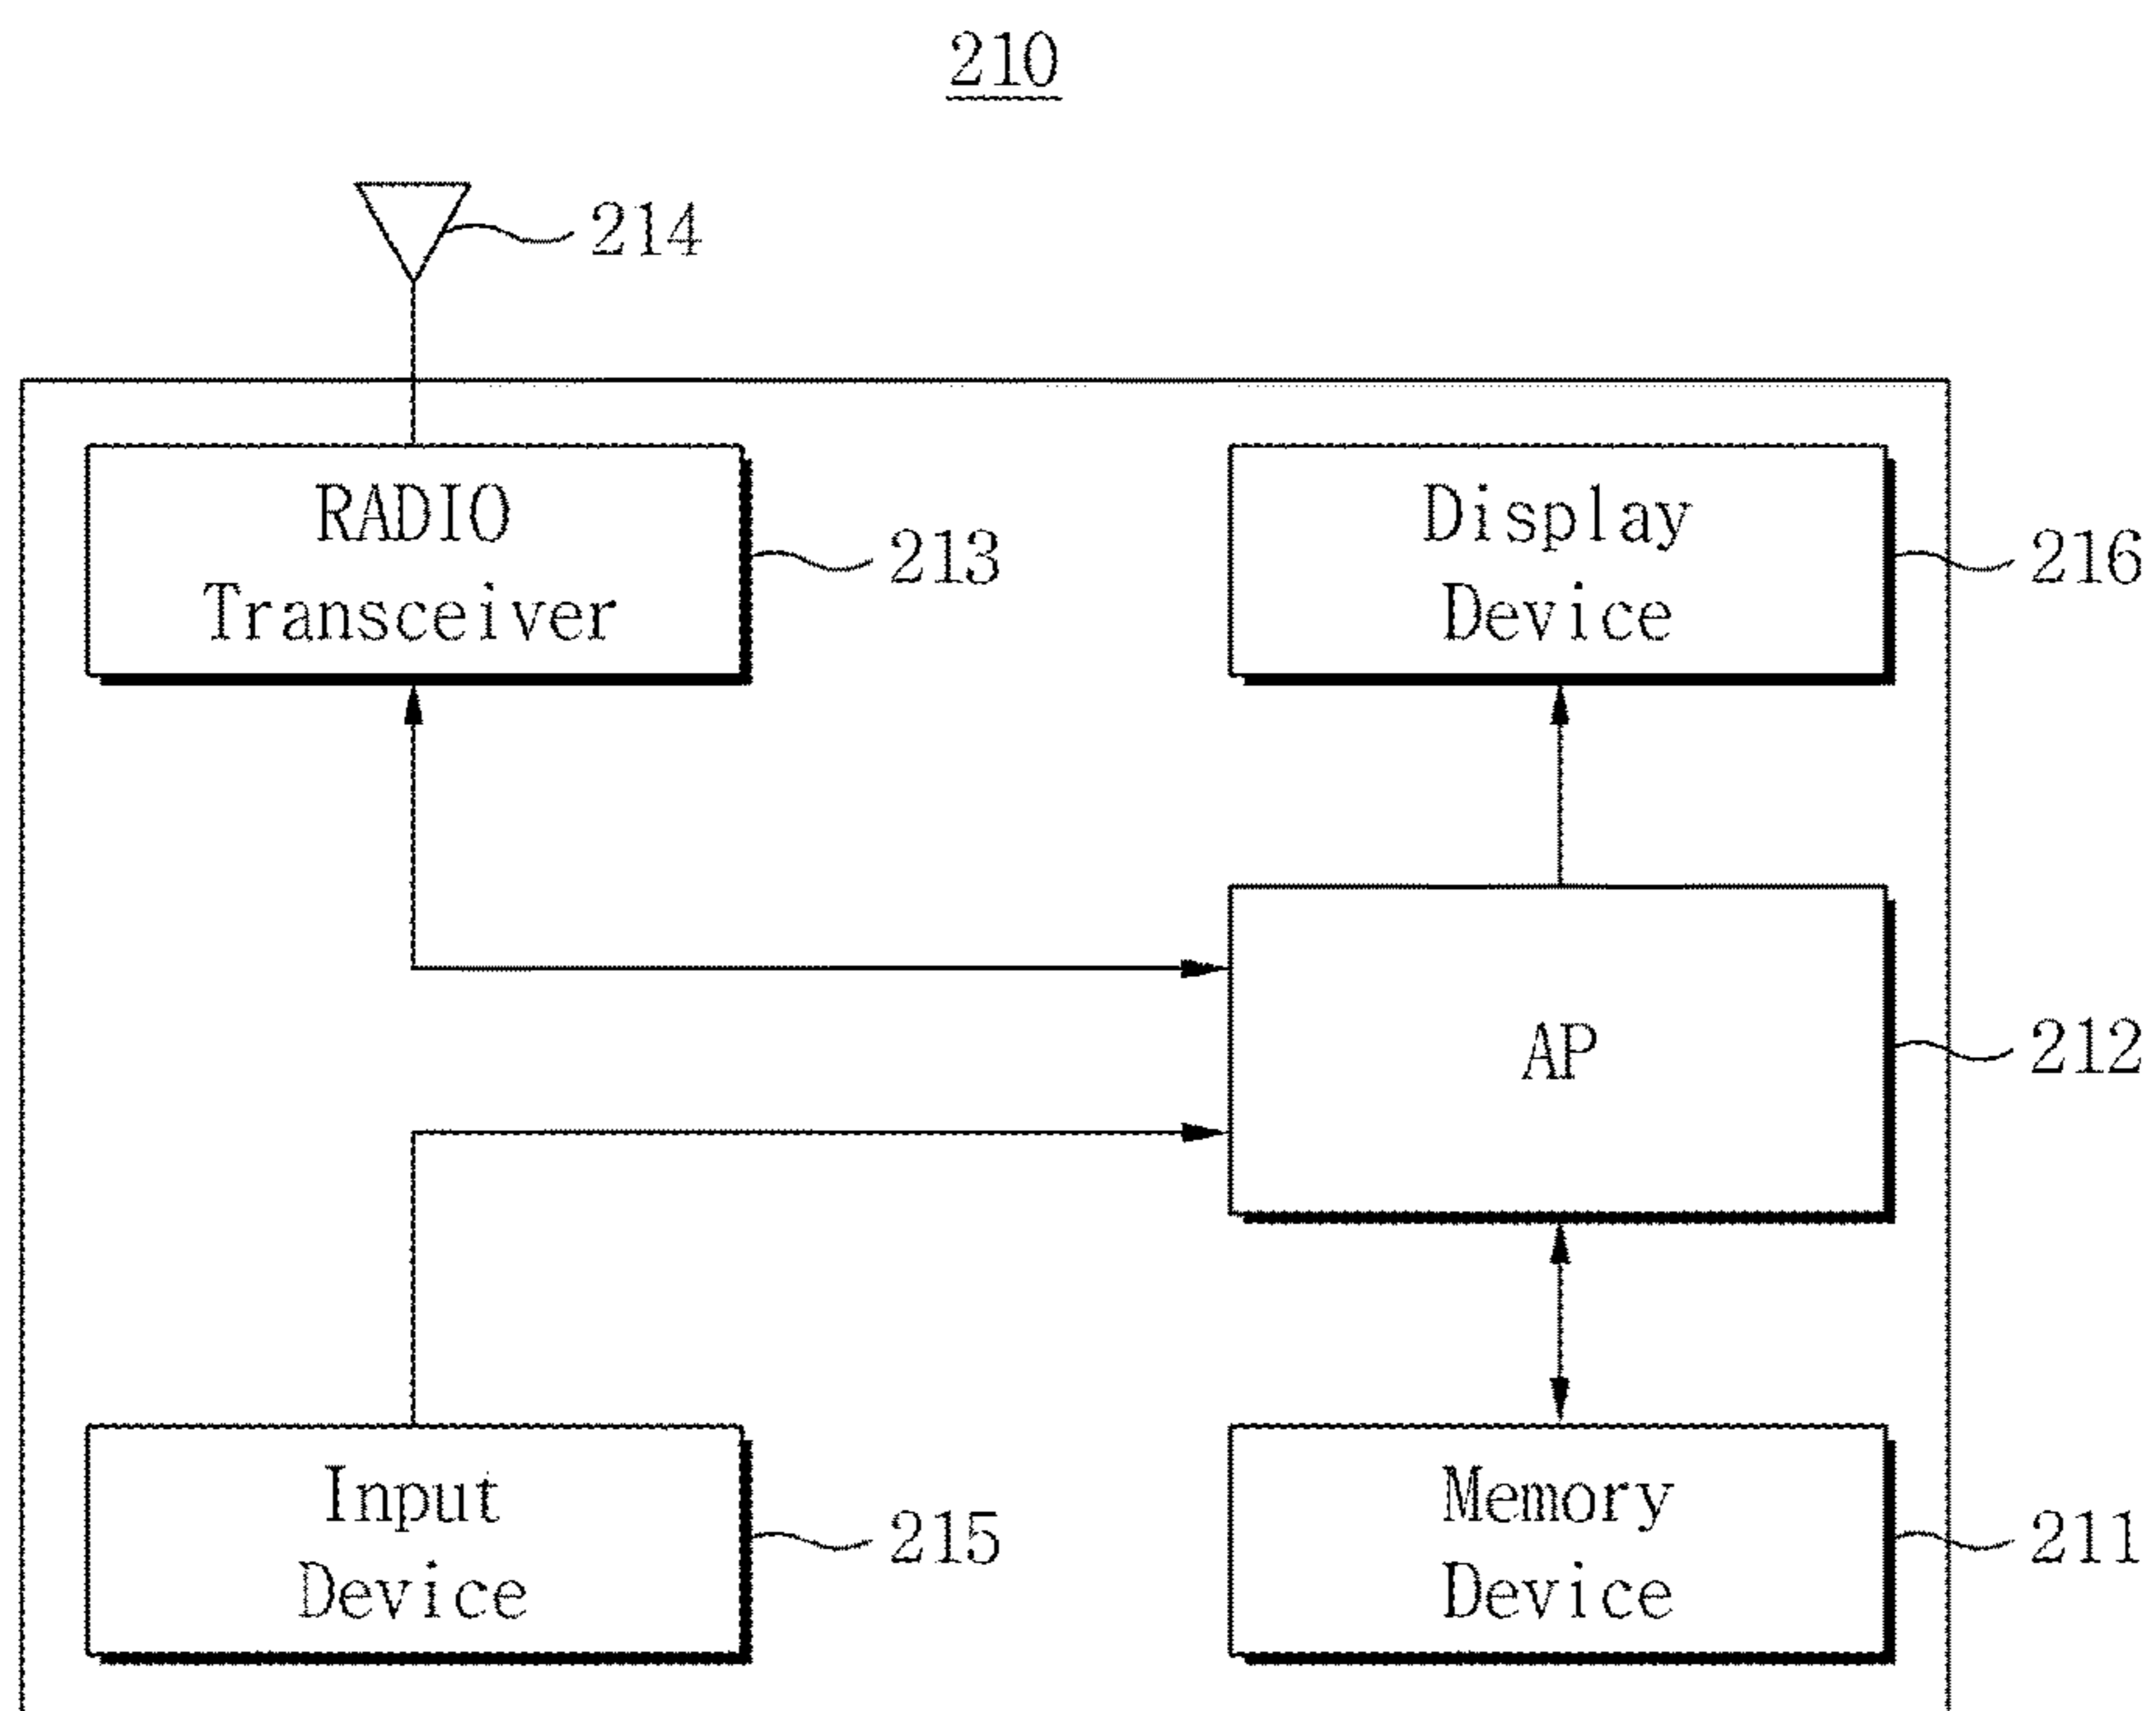 210
214
RADIO
Transceiver
213
Display
Device
216
AP
212
Input
Device
215
Memory
Device
211